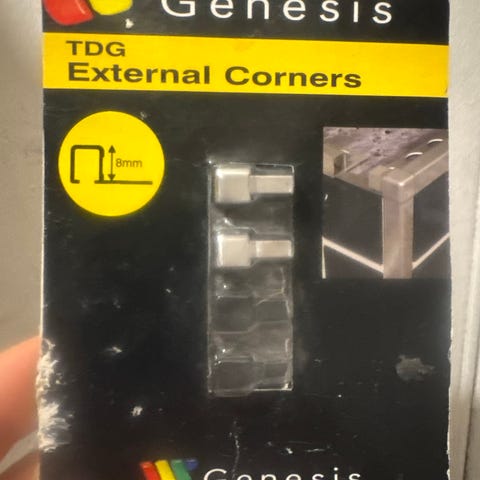 Genesis
TDG
External Corners
8mm
Genesis